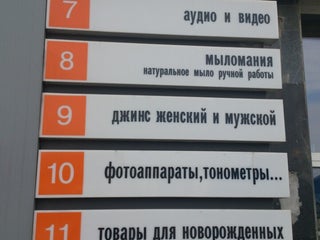 7 аудио и видео
8 мыломания
натуральное мыло ручной работы
9 джинс женский и мужской
10 фотоаппараты,тонометры...
11 товары для новорожденных